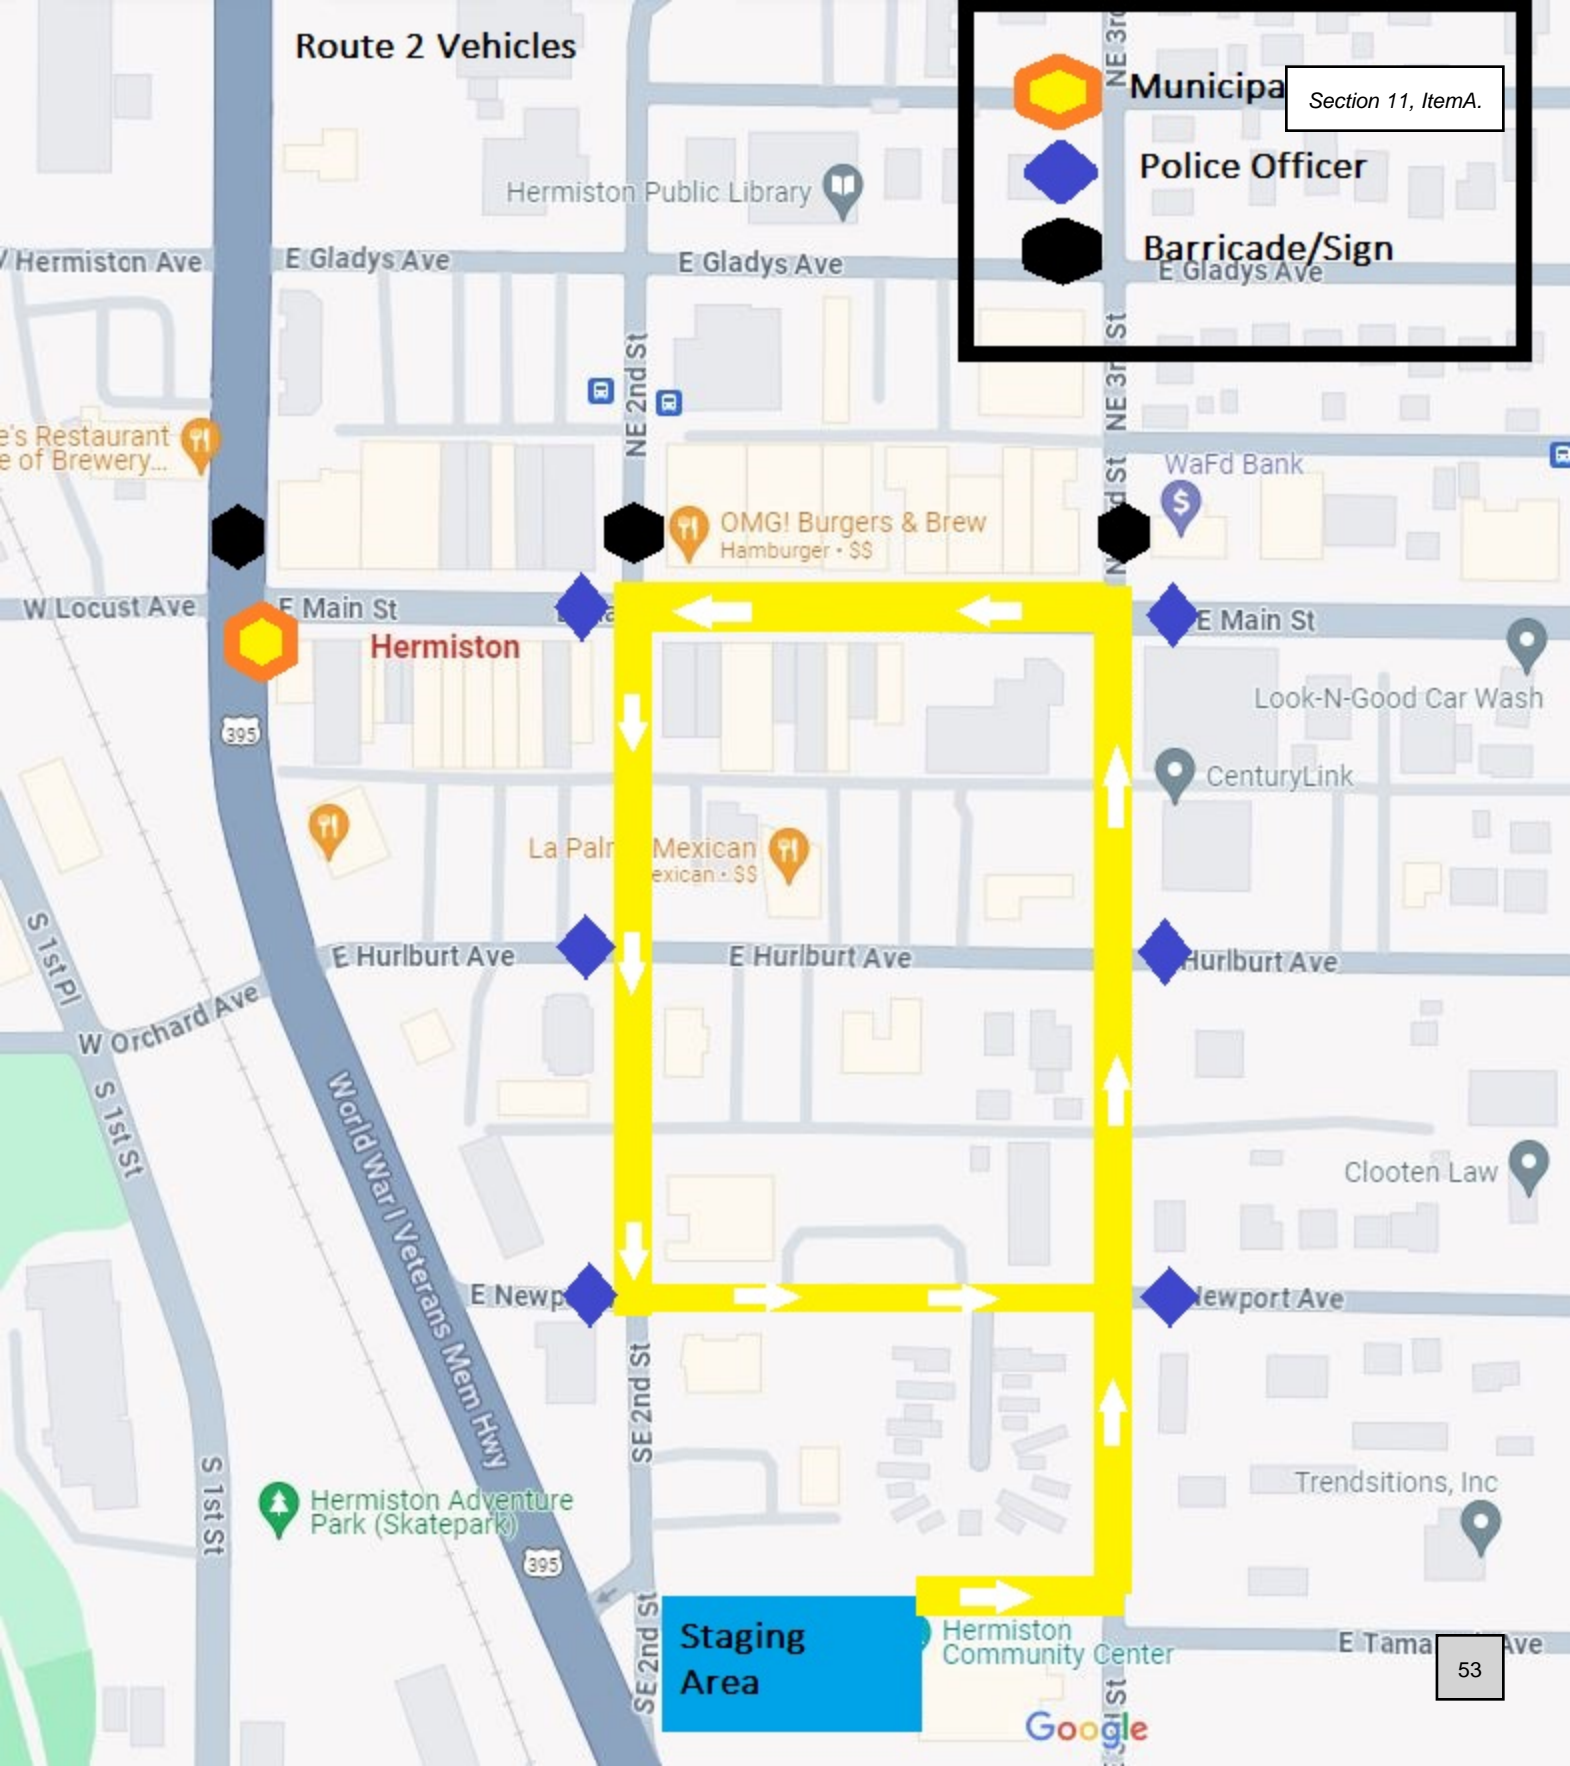 Route 2 Vehicles
NE 3rd
Municipa
Section 11, ItemA.
Police Officer
Hermiston Public Library
Barricade/Sign
Hermiston Ave
E Gladys Ave
E Gladys Ave
E Gladys Ave
NE 2nd St
St
e's Restaurant
e of Brewery...
WaFd Bank
OMG! Burgers & Brew
Hamburger • $$
W Locust Ave
E Main St
E Main St
Hermiston
Look-N-Good Car Wash
395
CenturyLink
La Pal
Mexican
exican • $$
S 1st Pl
E Hurlburt Ave
E Hurlburt Ave
Hurlburt Ave
W Orchard Ave
S 1st St
World War I Veterans Mem Hwy
Clooten Law
E Newp
ewport Ave
SE 2nd St
S 1st St
Hermiston Adventure
Park (Skatepark)
Trendsitions, Inc
395
SE 2nd St
Staging
Area
Hermiston
Community Center
E Tama
Ave
53
St
Google